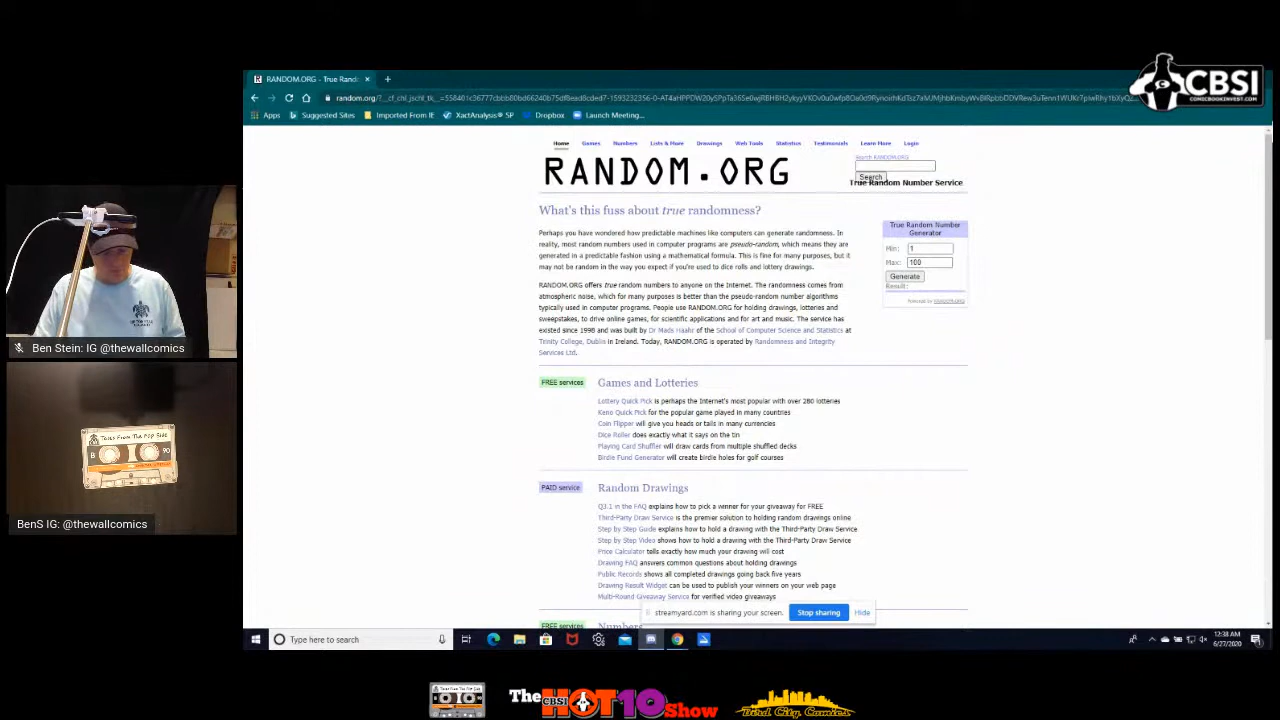 RANDOM.ORG - True Rand
CBSI
COMICBOOKINVEST.COM
Apps
Suggested Sites
Imported From IE
XactAnalysis® SP
Dropbox
Launch Meeting...
Home Games Numbers Lists & More Drawings Web Tools Statistics Testimonials Learn More Login
RANDOM.ORG
Search RANDOM.ORG
Search
True Random Number Service
What's this fuss about true randomness?
Perhaps you have wondered how predictable machines like computers can generate randomness. In
reality, most random numbers used in computer programs are pseudo-random, which means they are
generated in a predictable fashion using a mathematical formula. This is fine for many purposes, but it
may not be random in the way you expect if you're used to dice rolls and lottery drawings.
RANDOM.ORG offers true random numbers to anyone on the Internet. The randomness comes from
atmospheric noise, which for many purposes is better than the pseudo-random number algorithms
typically used in computer programs. People use RANDOM.ORG for holding drawings, lotteries and
sweepstakes, to drive online games, for scientific applications and for art and music. The service has
existed since 1998 and was built by Dr Mads Haahr of the School of Computer Science and Statistics at
Trinity College, Dublin in Ireland. Today, RANDOM.ORG is operated by Randomness and Integrity
Services Ltd.
True Random Number
Generator
Min: 1
Max: 100
Generate
Result:
Powered by RANDOM.ORG
FREE services
Games and Lotteries
Lottery Quick Pick is perhaps the Internet's most popular with over 280 lotteries
Keno Quick Pick for the popular game played in many countries
Coin Flipper will give you heads or tails in many currencies
Dice Roller does exactly what it says on the tin
Playing Card Shuffler will draw cards from multiple shuffled decks
Birdie Fund Generator will create birdie holes for golf courses
PAID service
Random Drawings
Q3.1 in the FAQ explains how to pick a winner for your giveaway for FREE
Third-Party Draw Service is the premier solution to holding random drawings online
Step by Step Guide explains how to hold a drawing with the Third-Party Draw Service
Step by Step Video shows how to hold a drawing with the Third-Party Draw Service
Price Calculator tells exactly how much your drawing will cost
Drawing FAQ answers common questions about holding drawings
Public Records shows all completed drawings going back five years
Drawing Result Widget can be used to publish your winners on your web page
Multi-Round Giveaway Service for verified video giveaways
FREE services
Numbers
streamyard.com is sharing your screen.
Stop sharing
Hide
Type here to search
12:38 AM
6/27/2020
Ben Stein: IG @thewallcomics
Tales From The Flip Side
90
BenS IG: @thewallcomics
The CBSI HOT10 Show
Bird City Comics